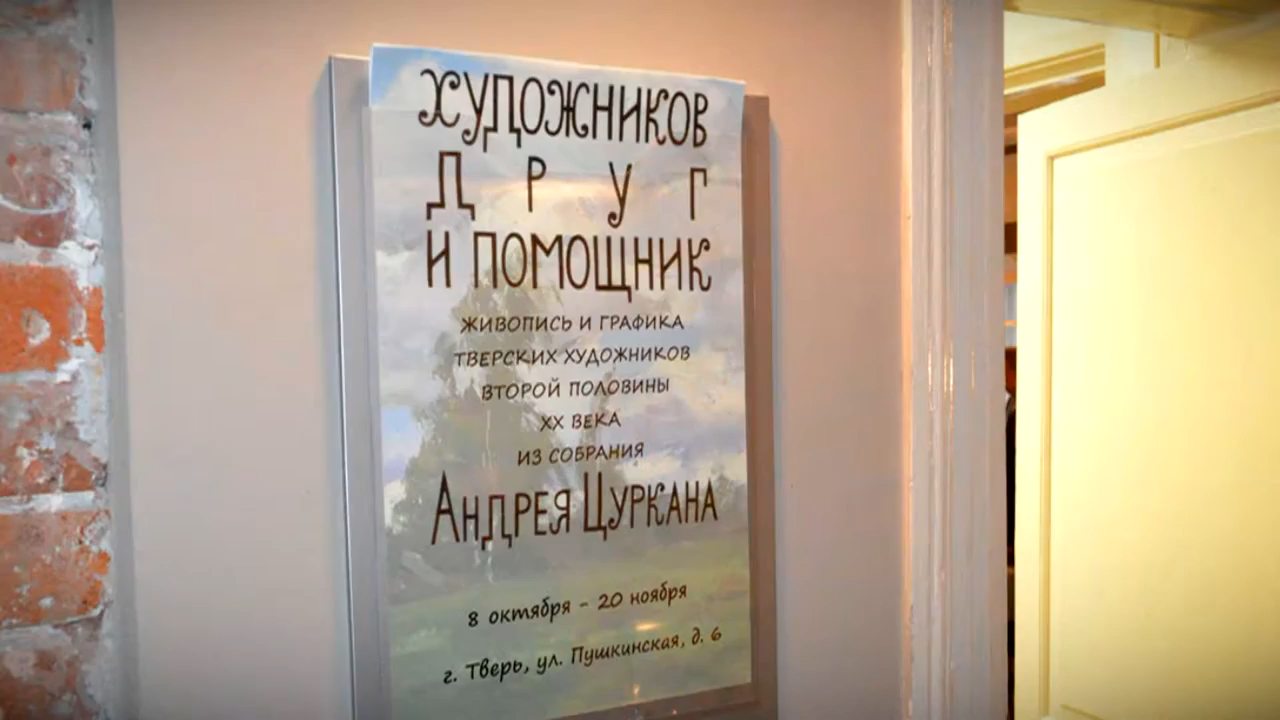 ХУДОЖНИКОВ
ДРУГ
И ПОМОЩНИК
ЖИВОПИСЬ И ГРАФИКА
ТВЕРСКИХ ХУДОЖНИКОВ
ВТОРОЙ ПОЛОВИНЫ
XX ВЕКА
ИЗ СОБРАНИЯ
АНДРЕЯ ЦУРКАНА
8 октября - 20 ноября
г. Тверь, ул. Пушкинская, д. 6